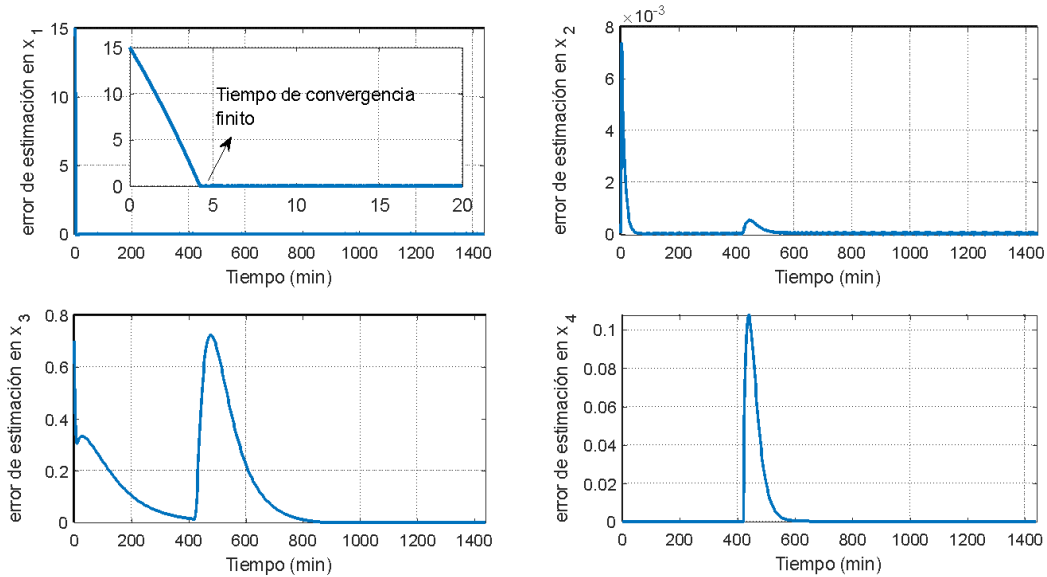 error de estimación en x1
15
10
5
0
15
10
5
0
Tiempo de convergencia
finito
0 5 10 15 20
0 200 400 600 800 1000 1200 1400
Tiempo (min)
error de estimación en x2
×10-3
8
6
4
2
0
0 200 400 600 800 1000 1200 1400
Tiempo (min)
error de estimación en x3
0.8
0.6
0.4
0.2
0
0 200 400 600 800 1000 1200 1400
Tiempo (min)
error de estimación en x4
0.1
0.08
0.06
0.04
0.02
0
0 200 400 600 800 1000 1200 1400
Tiempo (min)